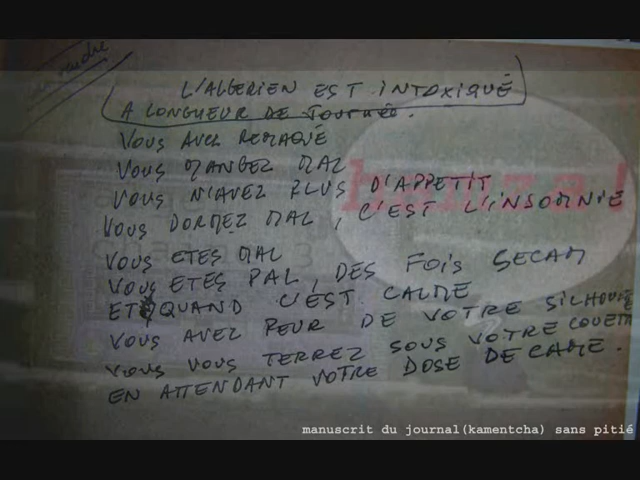 L'ALGERIEN EST INTOXIQUÉ
A LONGUEUR DE JOURNÉE.
VOUS AVEZ REMAQUÉ
VOUS MANGEZ MAL
VOUS N'AVEZ PLUS D'APPETIT
VOUS DORMEZ MAL, C'EST L'INSOMNIE
VOUS ETES MAL
VOUS ETES PAL, DES FOIS SECAM
ET QUAND C'EST CALME
VOUS AVEZ PEUR DE VOTRE
VOUS VOUS TERREZ SOUS VOTRE COUETTE
EN ATTENDANT VOTRE DOSE DE CAME.
manuscrit du journal(kamentcha) sans pitié